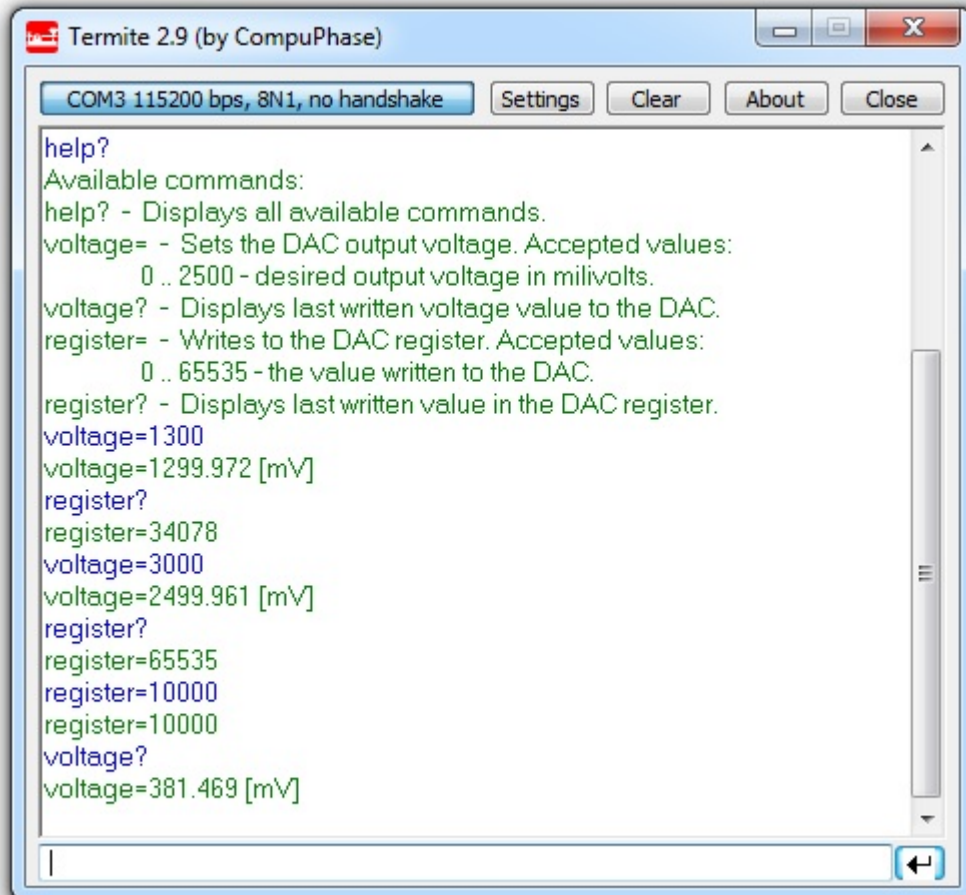 Termite 2.9 (by CompuPhase)
COM3 115200 bps, 8N1, no handshake Settings Clear About Close
help?
Available commands:
help? - Displays all available commands.
voltage= - Sets the DAC output voltage. Accepted values:
0 .. 2500 - desired output voltage in milivolts.
voltage? - Displays last written voltage value to the DAC.
register= - Writes to the DAC register. Accepted values:
0 .. 65535 - the value written to the DAC.
register? - Displays last written value in the DAC register.
voltage=1300
voltage=1299.972 [mV]
register?
register=34078
voltage=3000
voltage=2499.961 [mV]
register?
register=65535
register=10000
register=10000
voltage?
voltage=381.469 [mV]